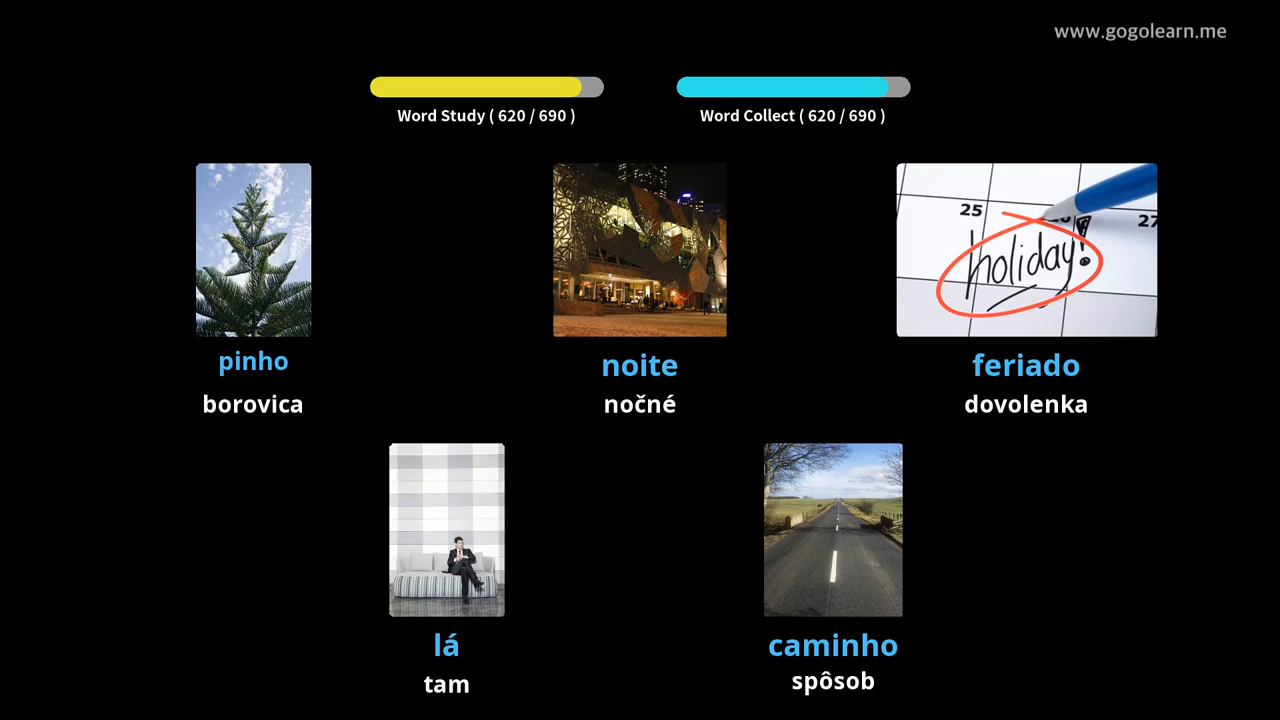 www.gogolearn.me
Word Study ( 620 / 690 )
Word Collect ( 620 / 690 )
25
27
holiday!
pinho
noite
feriado
borovica
nočné
dovolenka
lá
caminho
tam
spôsob